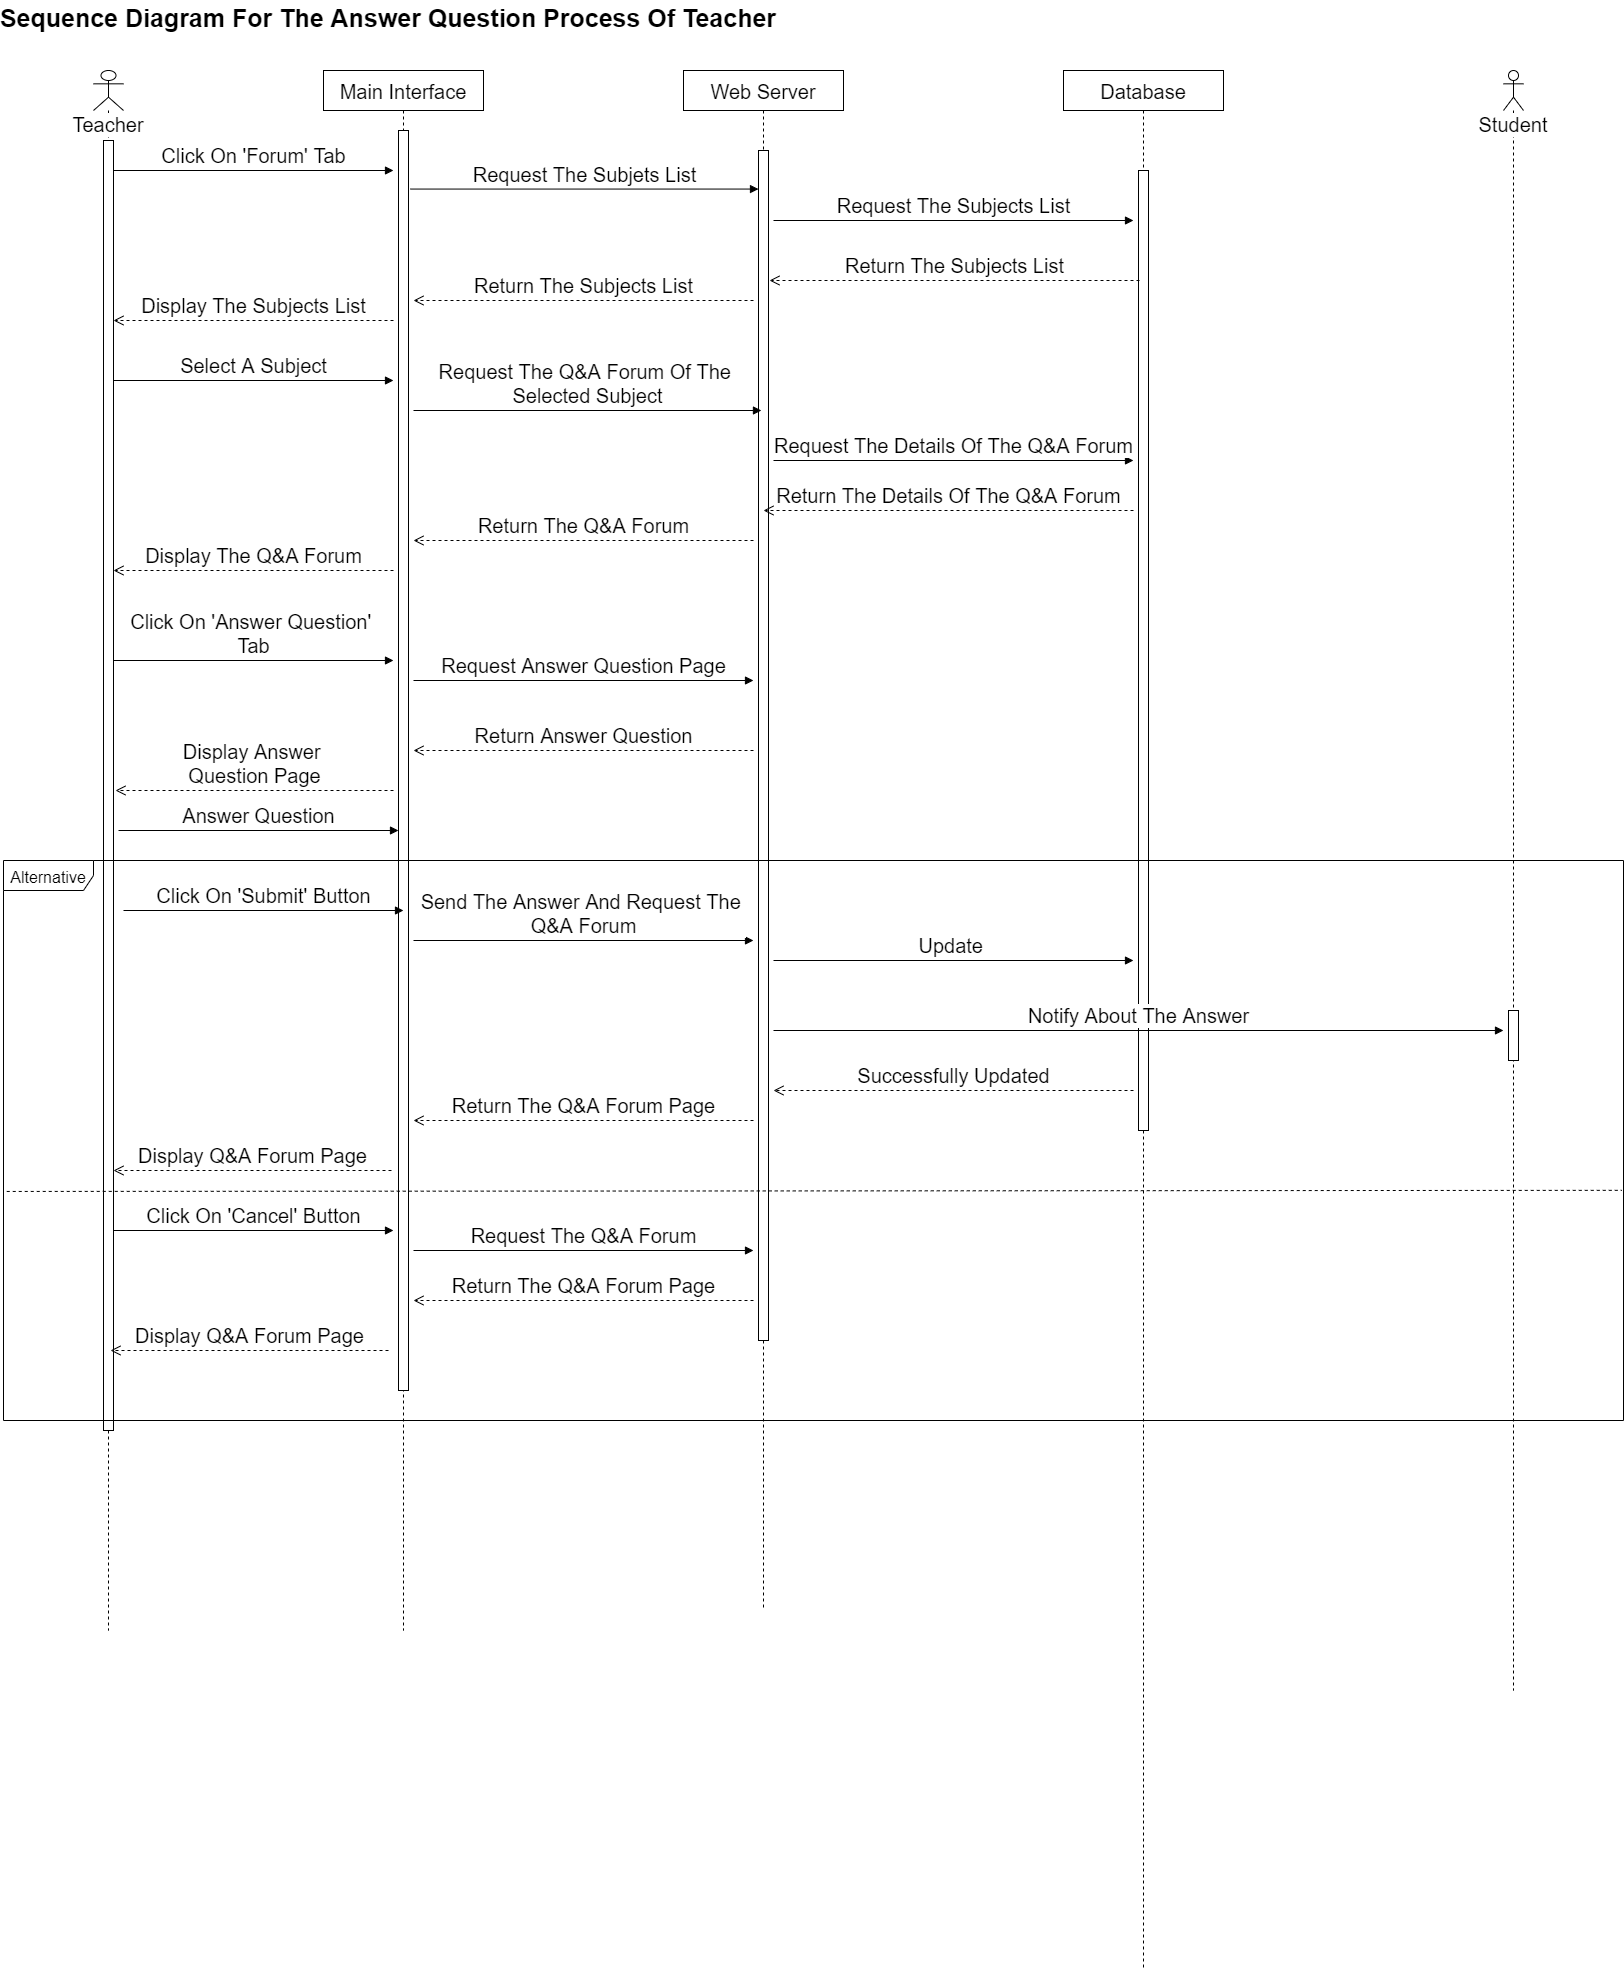 Sequence Diagram For The Answer Question Process Of Teacher
Main Interface
Web Server
Database
Teacher
Student
Click On 'Forum' Tab
Request The Subjets List
Request The Subjects List
Return The Subjects List
Return The Subjects List
Display The Subjects List
Select A Subject
Request The Q&A Forum Of The
Selected Subject
Request The Details Of The Q&A Forum
Return The Details Of The Q&A Forum
Return The Q&A Forum
Display The Q&A Forum
Click On 'Answer Question'
Tab
Request Answer Question Page
Return Answer Question
Display Answer
Question Page
Answer Question
Alternative
Click On 'Submit' Button
Send The Answer And Request The
Q&A Forum
Update
Notify About The Answer
Successfully Updated
Return The Q&A Forum Page
Display Q&A Forum Page
Click On 'Cancel' Button
Request The Q&A Forum
Return The Q&A Forum Page
Display Q&A Forum Page